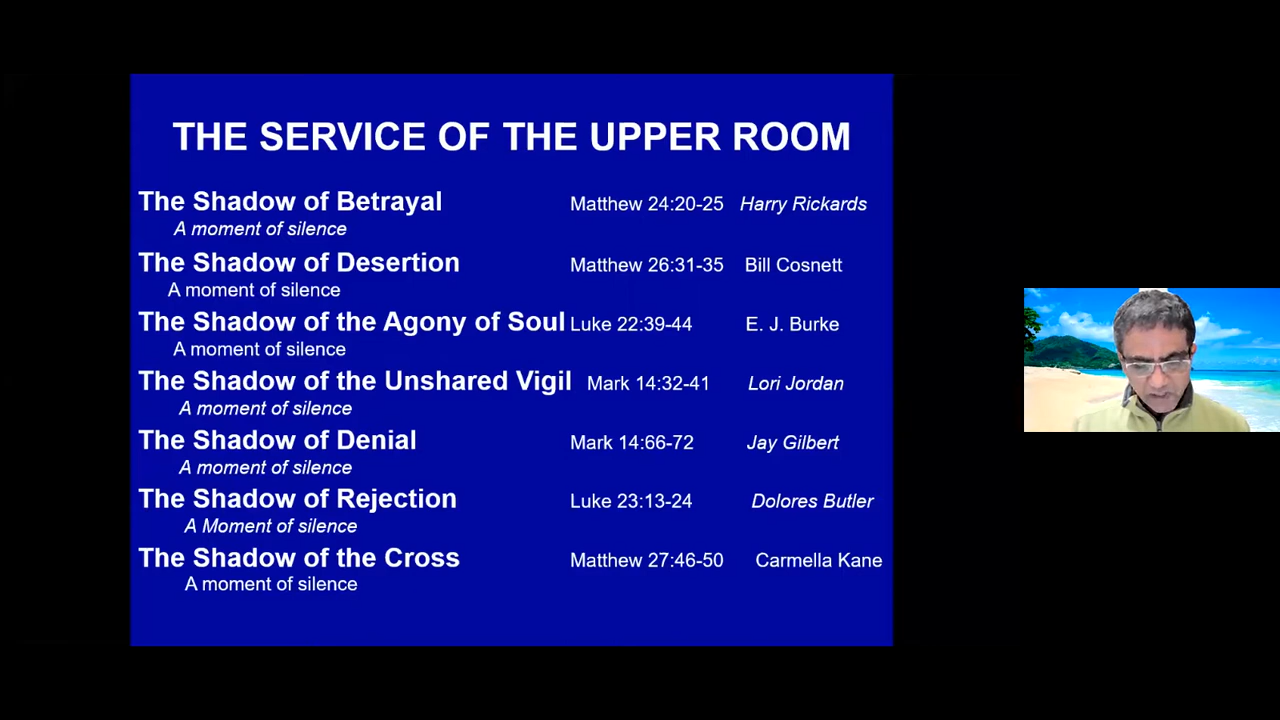 THE SERVICE OF THE UPPER ROOM
The Shadow of Betrayal Matthew 24:20-25 Harry Rickards
A moment of silence
The Shadow of Desertion Matthew 26:31-35 Bill Cosnett
A moment of silence
The Shadow of the Agony of Soul Luke 22:39-44 E. J. Burke
A moment of silence
The Shadow of the Unshared Vigil Mark 14:32-41 Lori Jordan
A moment of silence
The Shadow of Denial Mark 14:66-72 Jay Gilbert
A moment of silence
The Shadow of Rejection Luke 23:13-24 Dolores Butler
A Moment of silence
The Shadow of the Cross Matthew 27:46-50 Carmella Kane
A moment of silence